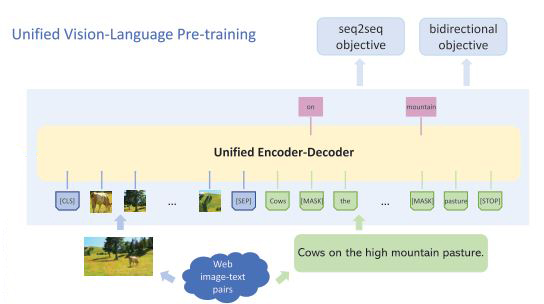 Unified Vision-Language Pre-training
seq2seq
objective
bidirectional
objective
on
mountain
Unified Encoder-Decoder
[CLS]
...
[SEP]
Cows
[MASK]
the
...
[MASK]
pasture
[STOP]
Web
image-text
pairs
Cows on the high mountain pasture.